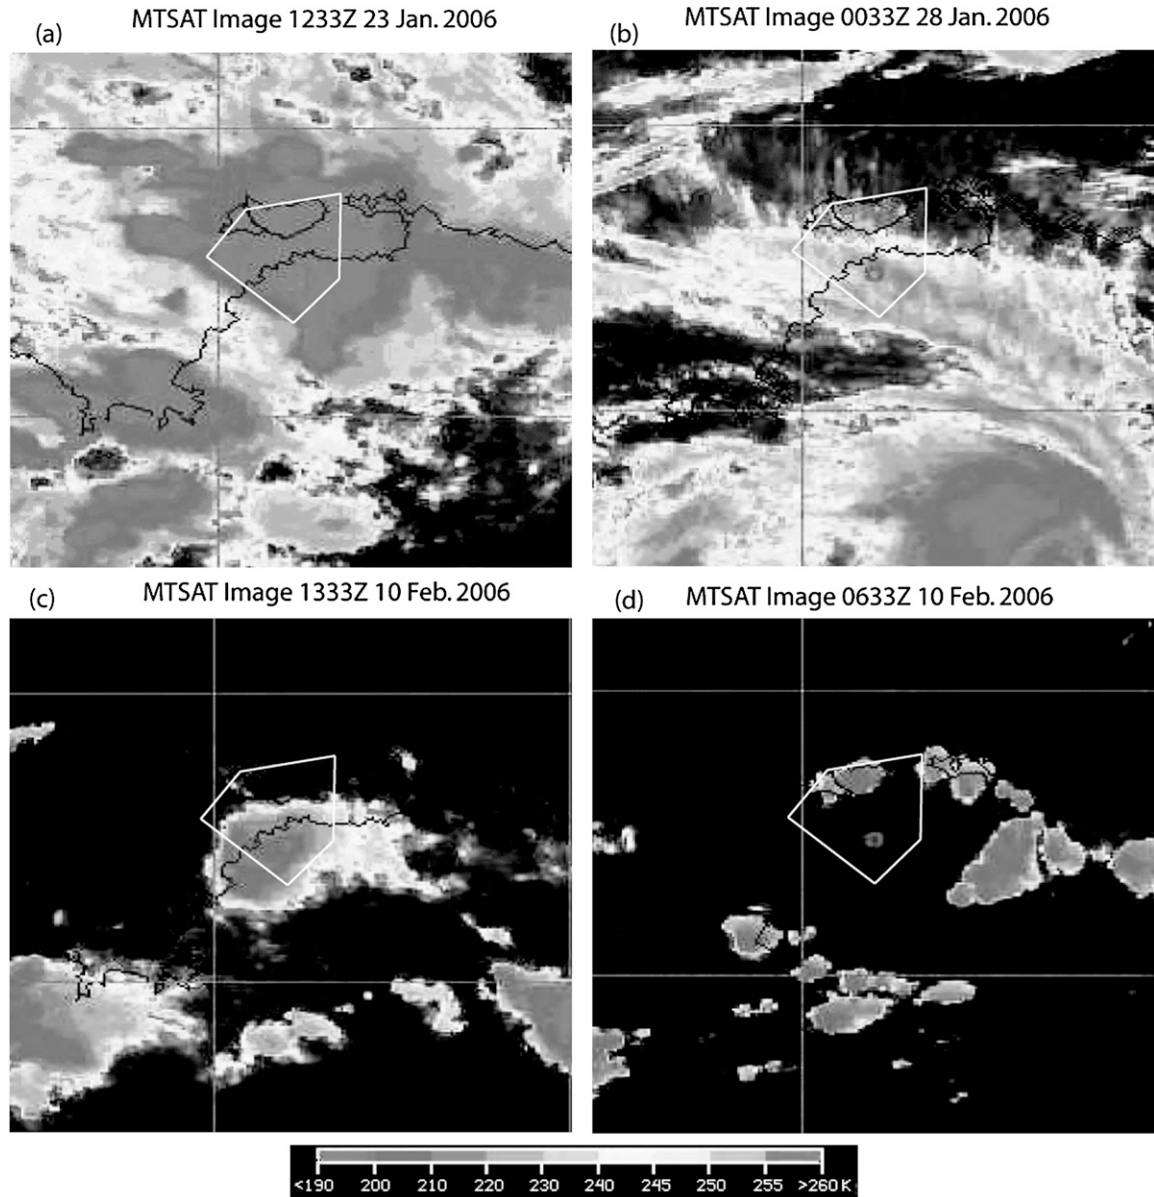 (a) MTSAT Image 1233Z 23 Jan. 2006
(b) MTSAT Image 0033Z 28 Jan. 2006
(c) MTSAT Image 1333Z 10 Feb. 2006
(d) MTSAT Image 0633Z 10 Feb. 2006
<190 200 210 220 230 240 245 250 255 >260 K